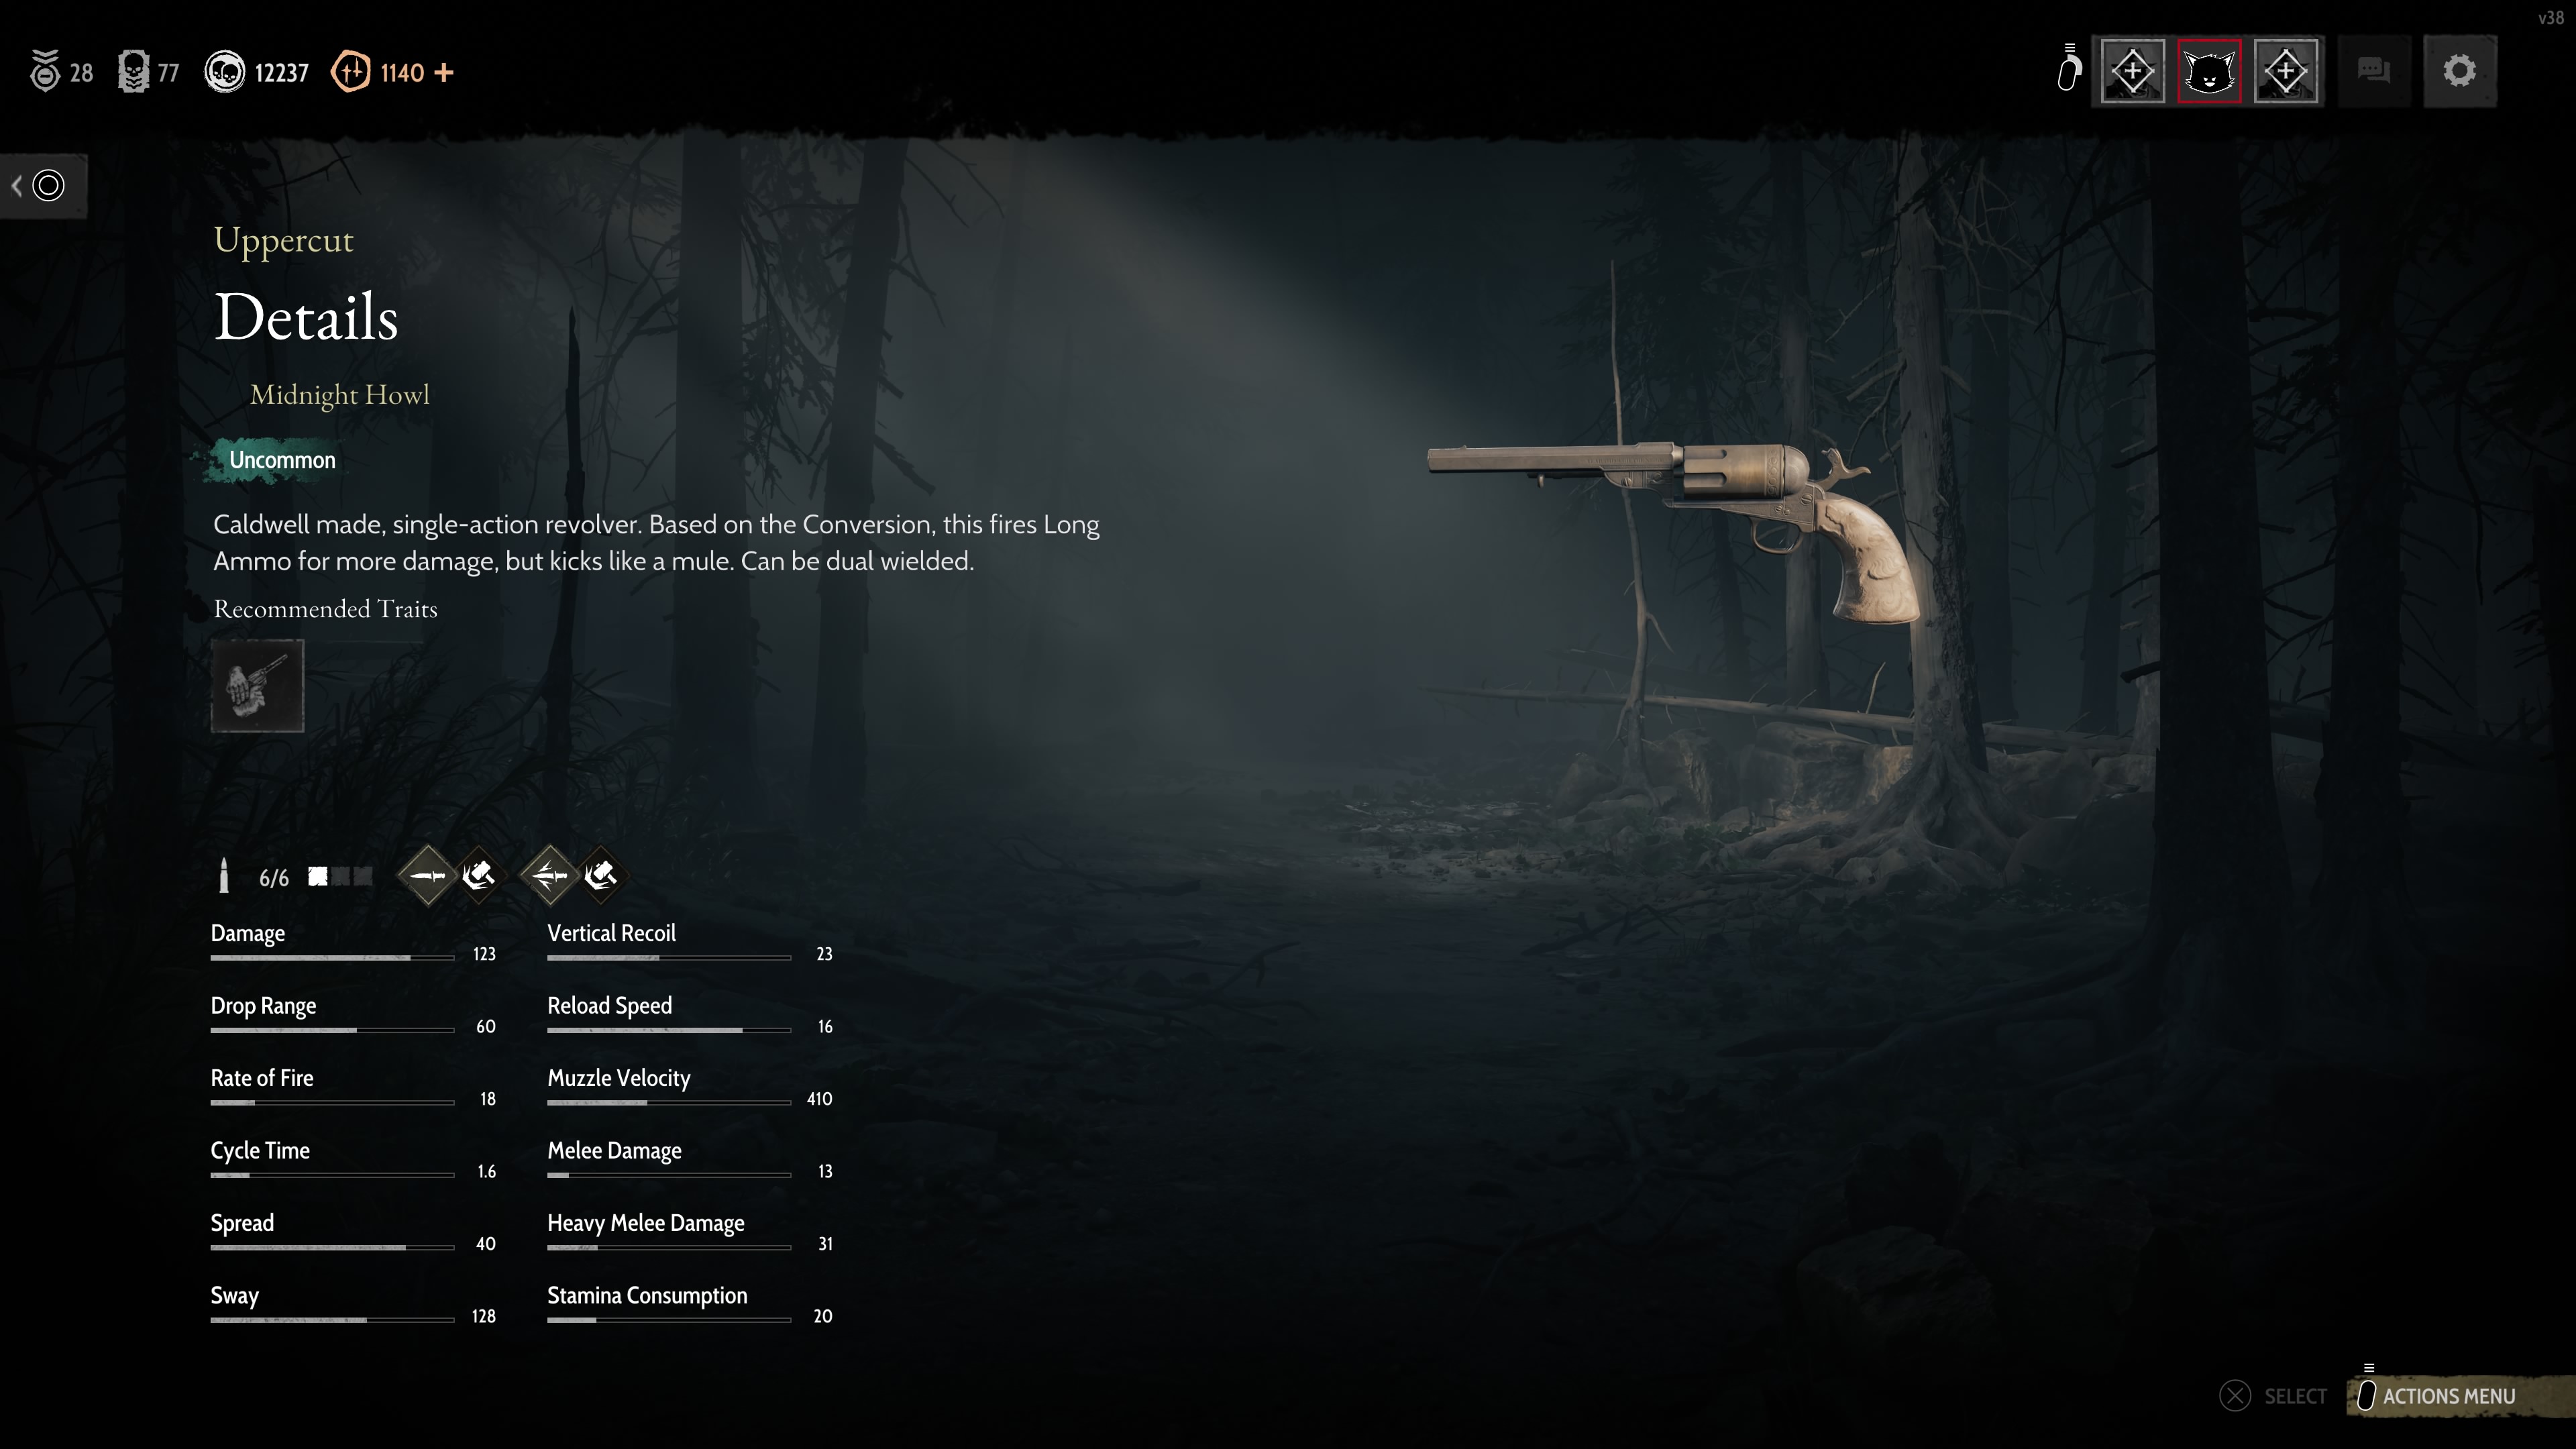 v38
28
77
12237
1140 +
Uppercut
Details
Midnight Howl
Uncommon
Caldwell made, single-action revolver. Based on the Conversion, this fires Long
Ammo for more damage, but kicks like a mule. Can be dual wielded.
Recommended Traits
6/6
Damage 123
Vertical Recoil 23
Drop Range 60
Reload Speed 16
Rate of Fire 18
Muzzle Velocity 410
Cycle Time 1.6
Melee Damage 13
Spread 40
Heavy Melee Damage 31
Sway 128
Stamina Consumption 20
SELECT
ACTIONS MENU